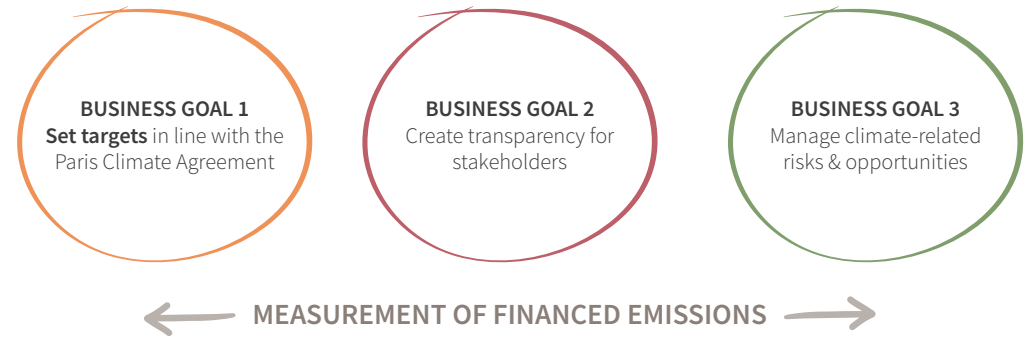 BUSINESS GOAL 1
Set targets in line with the
Paris Climate Agreement
BUSINESS GOAL 2
Create transparency for
stakeholders
BUSINESS GOAL 3
Manage climate-related
risks & opportunities
MEASUREMENT OF FINANCED EMISSIONS